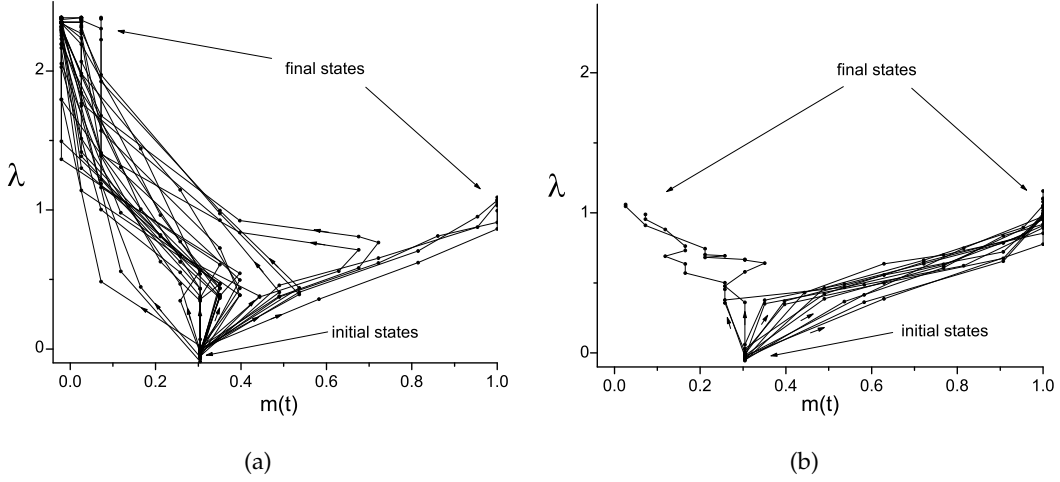 λ
2
1
0
0.0 0.2 0.4 0.6 0.8 1.0
m(t)
final states
initial states
(a)
λ
2
1
0
0.0 0.2 0.4 0.6 0.8 1.0
m(t)
final states
initial states
(b)